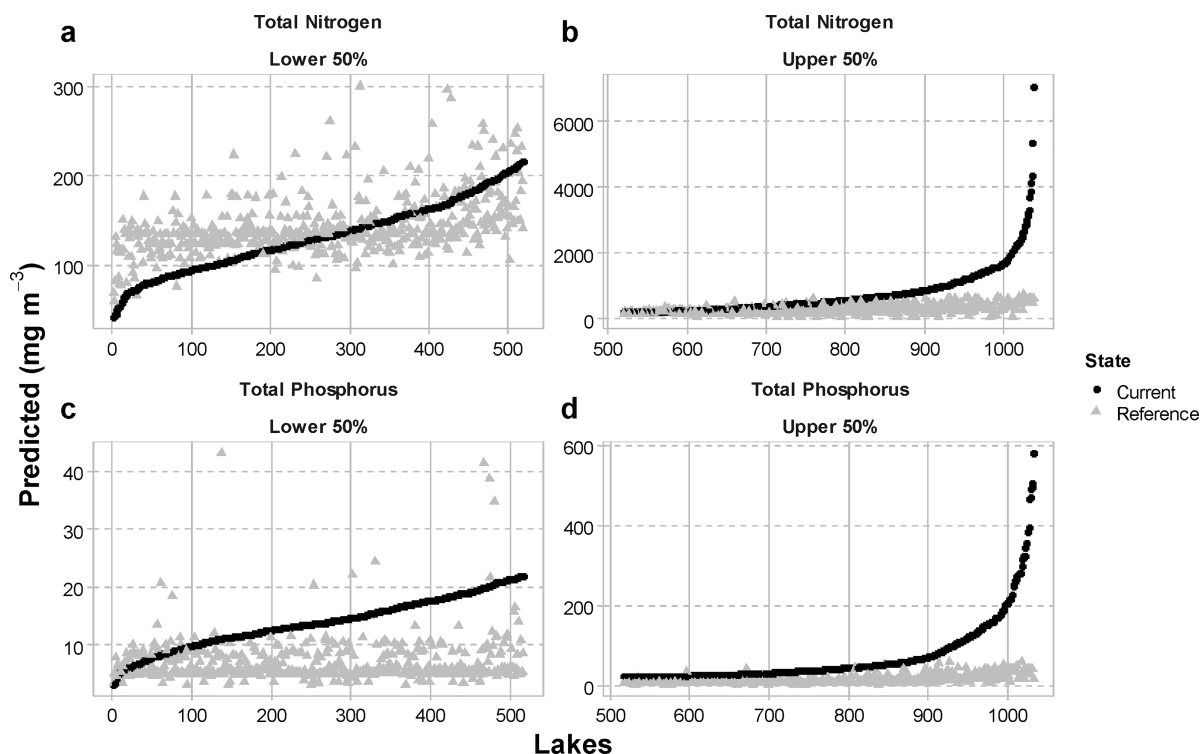 a
Total Nitrogen
Lower 50%
300
200
100
0 100 200 300 400 500
b
Total Nitrogen
Upper 50%
6000
4000
2000
0
500 600 700 800 900 1000
c
Total Phosphorus
Lower 50%
40
30
20
10
0 100 200 300 400 500
d
Total Phosphorus
Upper 50%
600
400
200
0
500 600 700 800 900 1000
Predicted (mg m⁻³)
Lakes
State
Current
Reference